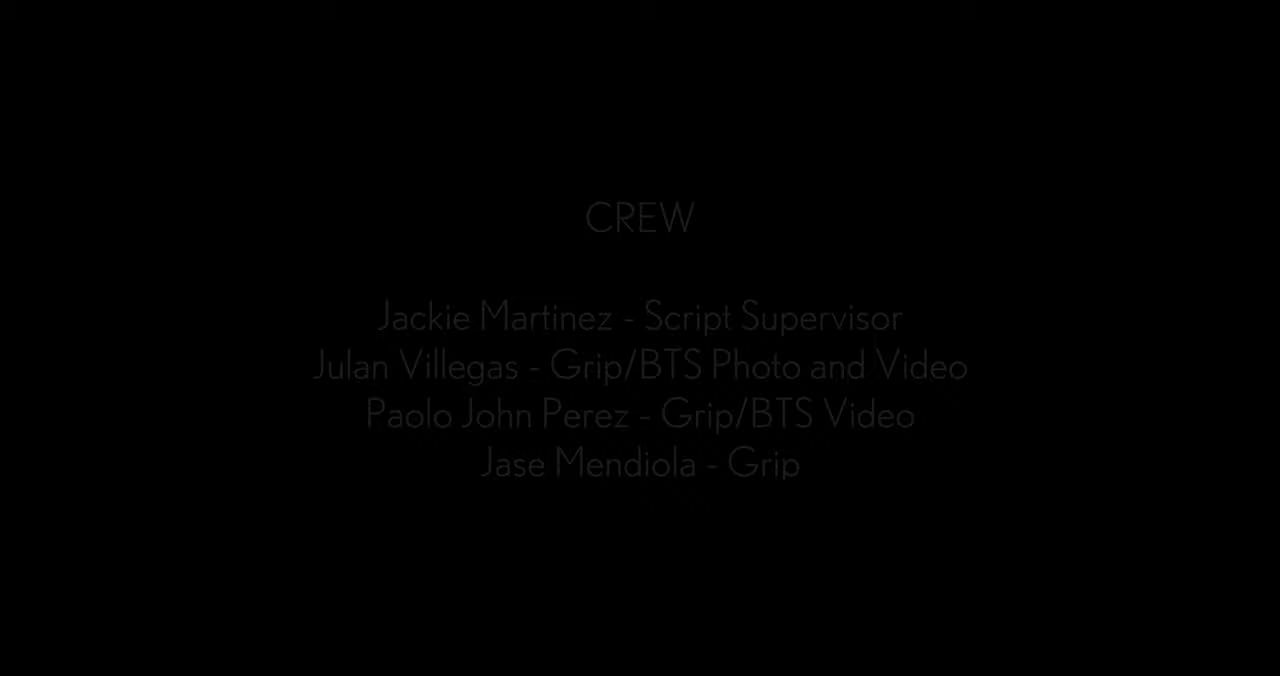 CREW
Jackie Martinez - Script Supervisor
Julan Villegas - Grip/BTS Photo and Video
Paolo John Perez - Grip/BTS Video
Jase Mendiola - Grip